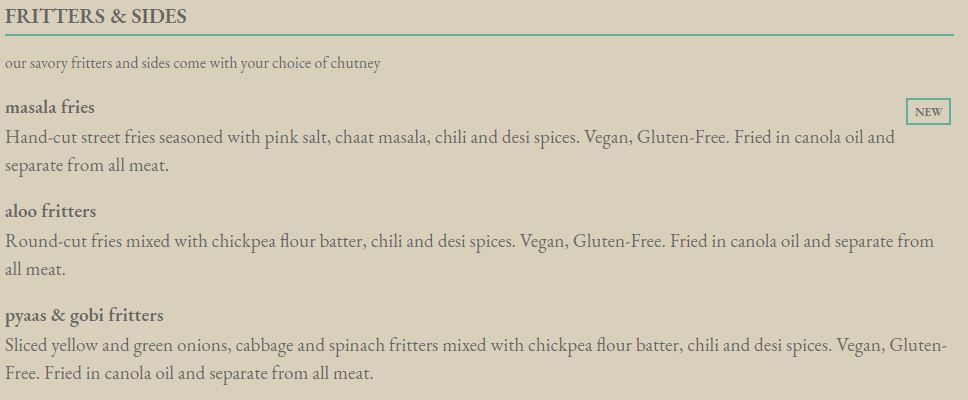 FRITTERS & SIDES
our savory fritters and sides come with your choice of chutney
masala fries
NEW
Hand-cut street fries seasoned with pink salt, chaat masala, chili and desi spices. Vegan, Gluten-Free. Fried in canola oil and
separate from all meat.
aloo fritters
Round-cut fries mixed with chickpea flour batter, chili and desi spices. Vegan, Gluten-Free. Fried in canola oil and separate from
all meat.
pyaas & gobi fritters
Sliced yellow and green onions, cabbage and spinach fritters mixed with chickpea flour batter, chili and desi spices. Vegan, Gluten-
Free. Fried in canola oil and separate from all meat.